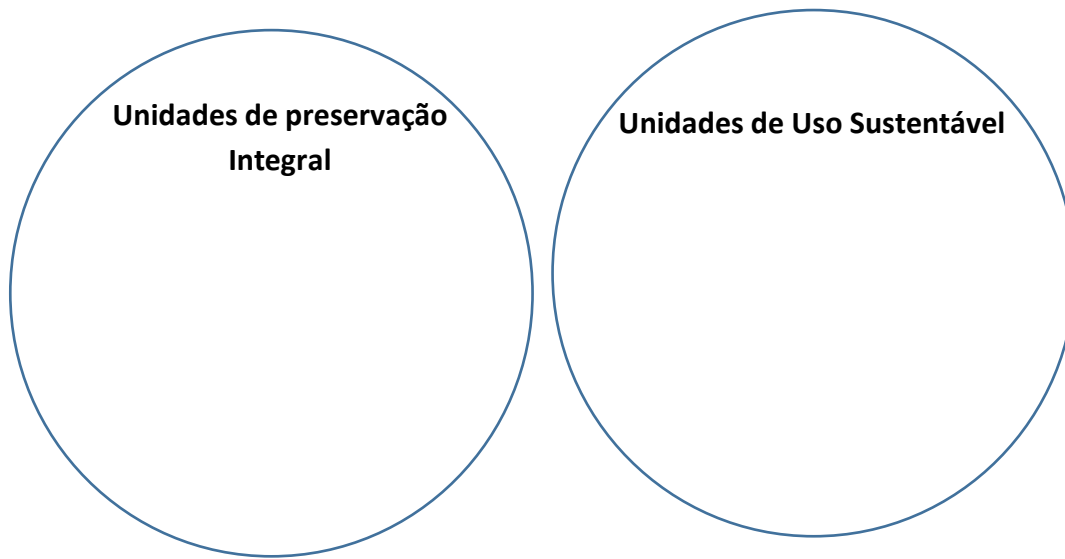 Unidades de preservação
Integral
Unidades de Uso Sustentável